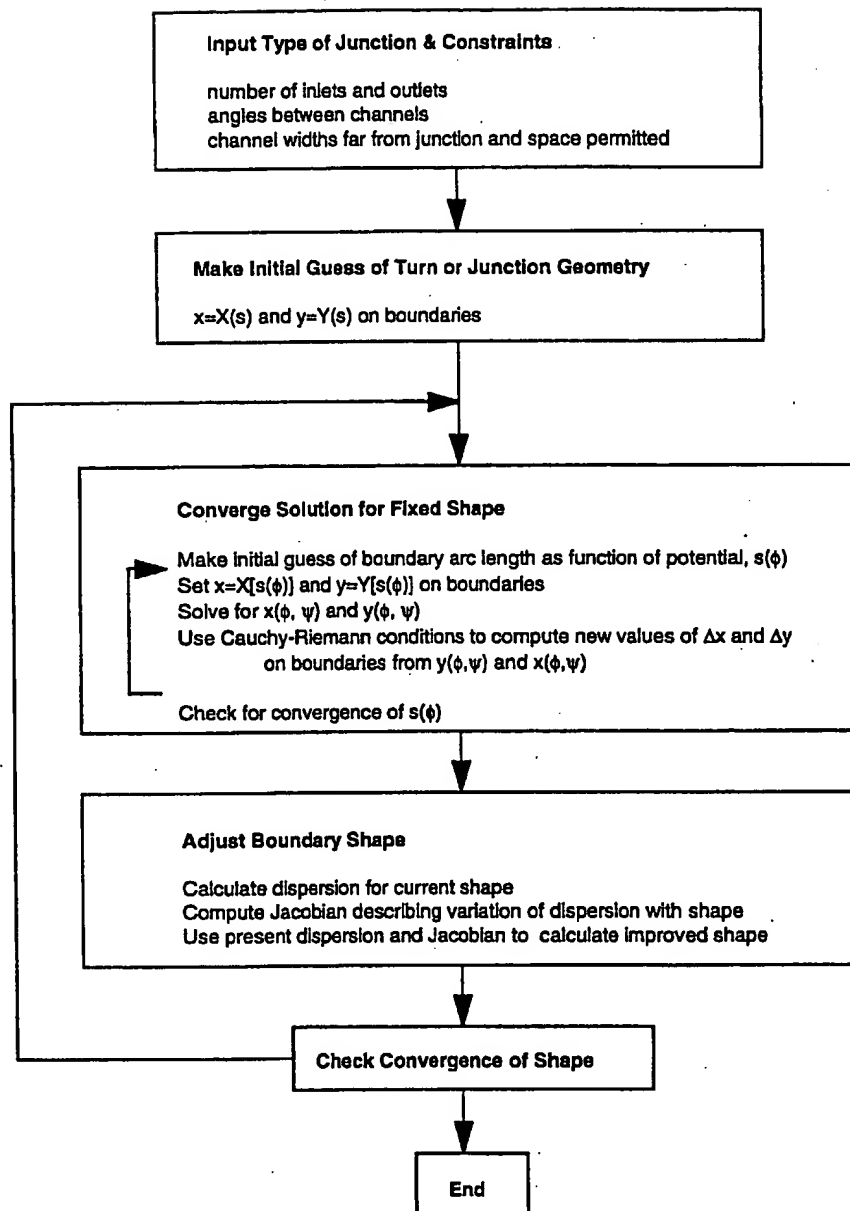 Input Type of Junction & Constraints
number of inlets and outlets
angles between channels
channel widths far from junction and space permitted
Make Initial Guess of Turn or Junction Geometry
x=X(s) and y=Y(s) on boundaries
Converge Solution for Fixed Shape
Make initial guess of boundary arc length as function of potential, s(ϕ)
Set x=X[s(ϕ)] and y=Y[s(ϕ)] on boundaries
Solve for x(ϕ, ψ) and y(ϕ, ψ)
Use Cauchy-Riemann conditions to compute new values of Δx and Δy
on boundaries from y(ϕ,ψ) and x(ϕ,ψ)
Check for convergence of s(ϕ)
Adjust Boundary Shape
Calculate dispersion for current shape
Compute Jacobian describing variation of dispersion with shape
Use present dispersion and Jacobian to calculate improved shape
Check Convergence of Shape
End